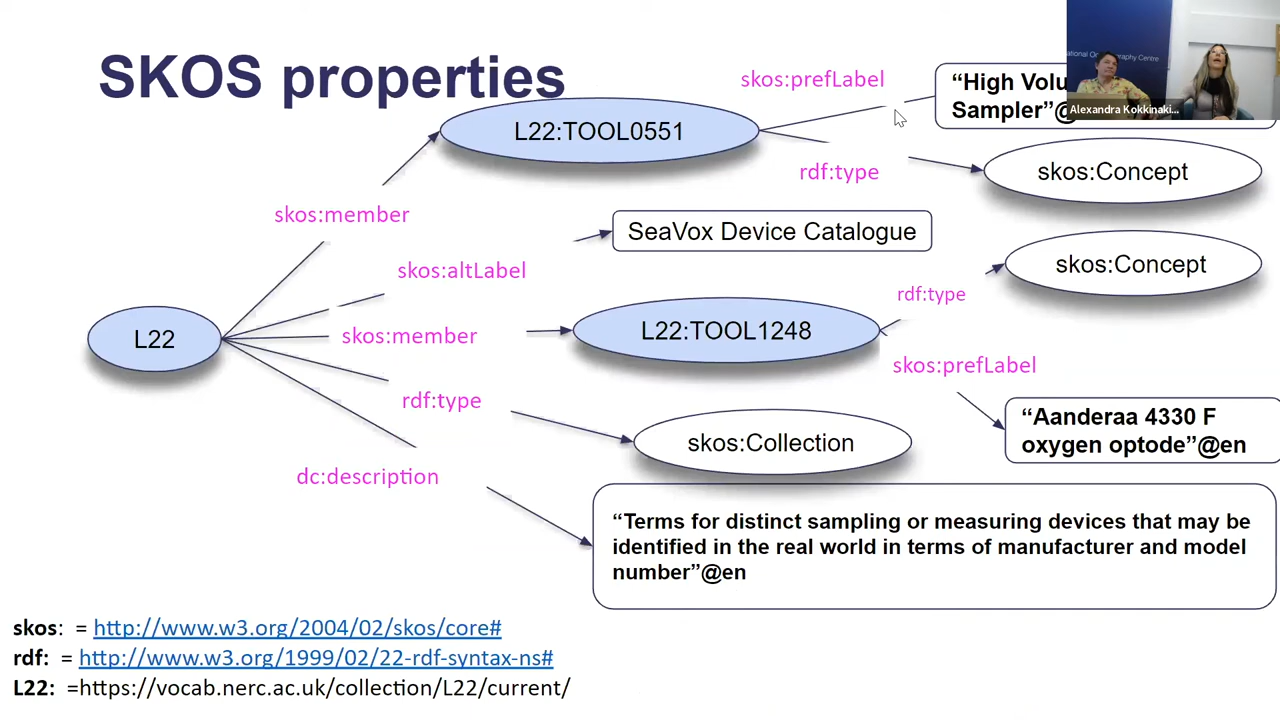 SKOS properties
skos:prefLabel
“High
Sampler”
ational Oceanography Centre
Alexandra Kokkinaki...
L22:TOOL0551
rdf:type
skos:Concept
skos:member
SeaVox Device Catalogue
skos:altLabel
skos:Concept
rdf:type
L22
skos:member
L22:TOOL1248
skos:prefLabel
rdf:type
“Aanderaa 4330 F
oxygen optode”@en
skos:Collection
dc:description
“Terms for distinct sampling or measuring devices that may be
identified in the real world in terms of manufacturer and model
number”@en
skos: = http://www.w3.org/2004/02/skos/core#
rdf: = http://www.w3.org/1999/02/22-rdf-syntax-ns#
L22: =https://vocab.nerc.ac.uk/collection/L22/current/